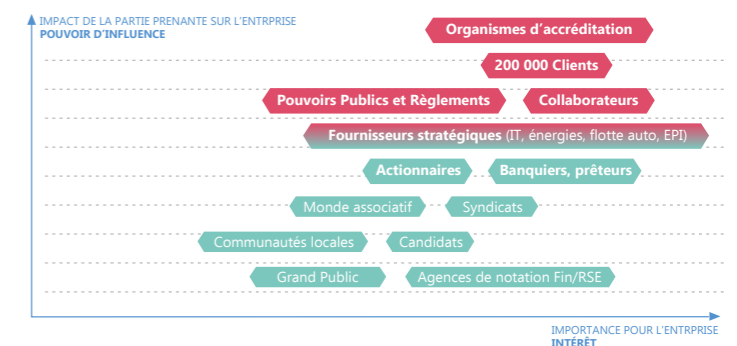 IMPACT DE LA PARTIE PRENANTE SUR L'ENTRPRISE
POUVOIR D'INFLUENCE
Organismes d'accréditation
200 000 Clients
Pouvoirs Publics et Règlements
Collaborateurs
Fournisseurs stratégiques (IT, énergies, flotte auto, EPI)
Actionnaires
Banquiers, prêteurs
Monde associatif
Syndicats
Communautés locales
Candidats
Grand Public
Agences de notation Fin/RSE
IMPORTANCE POUR L'ENTRPRISE
INTÉRÊT